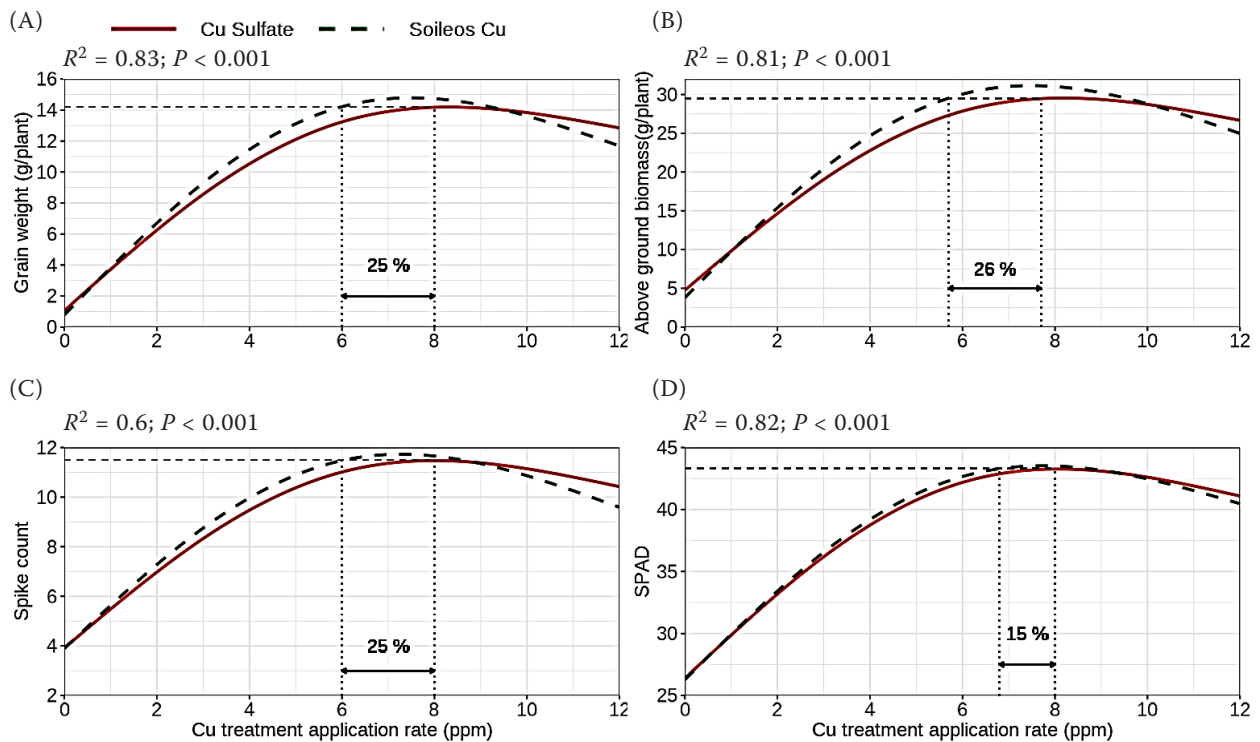 (A)
Cu Sulfate
Soileos Cu
R² = 0.83; P < 0.001
Grain weight (g/plant)
16
14
12
10
8
6
4
2
0
25 %
0 2 4 6 8 10 12
(B)
R² = 0.81; P < 0.001
Above ground biomass(g/plant)
30
25
20
15
10
5
0
26 %
0 2 4 6 8 10 12
(C)
R² = 0.6; P < 0.001
Spike count
12
10
8
6
4
2
25 %
0 2 4 6 8 10 12
Cu treatment application rate (ppm)
(D)
R² = 0.82; P < 0.001
SPAD
45
40
35
30
25
15 %
0 2 4 6 8 10 12
Cu treatment application rate (ppm)